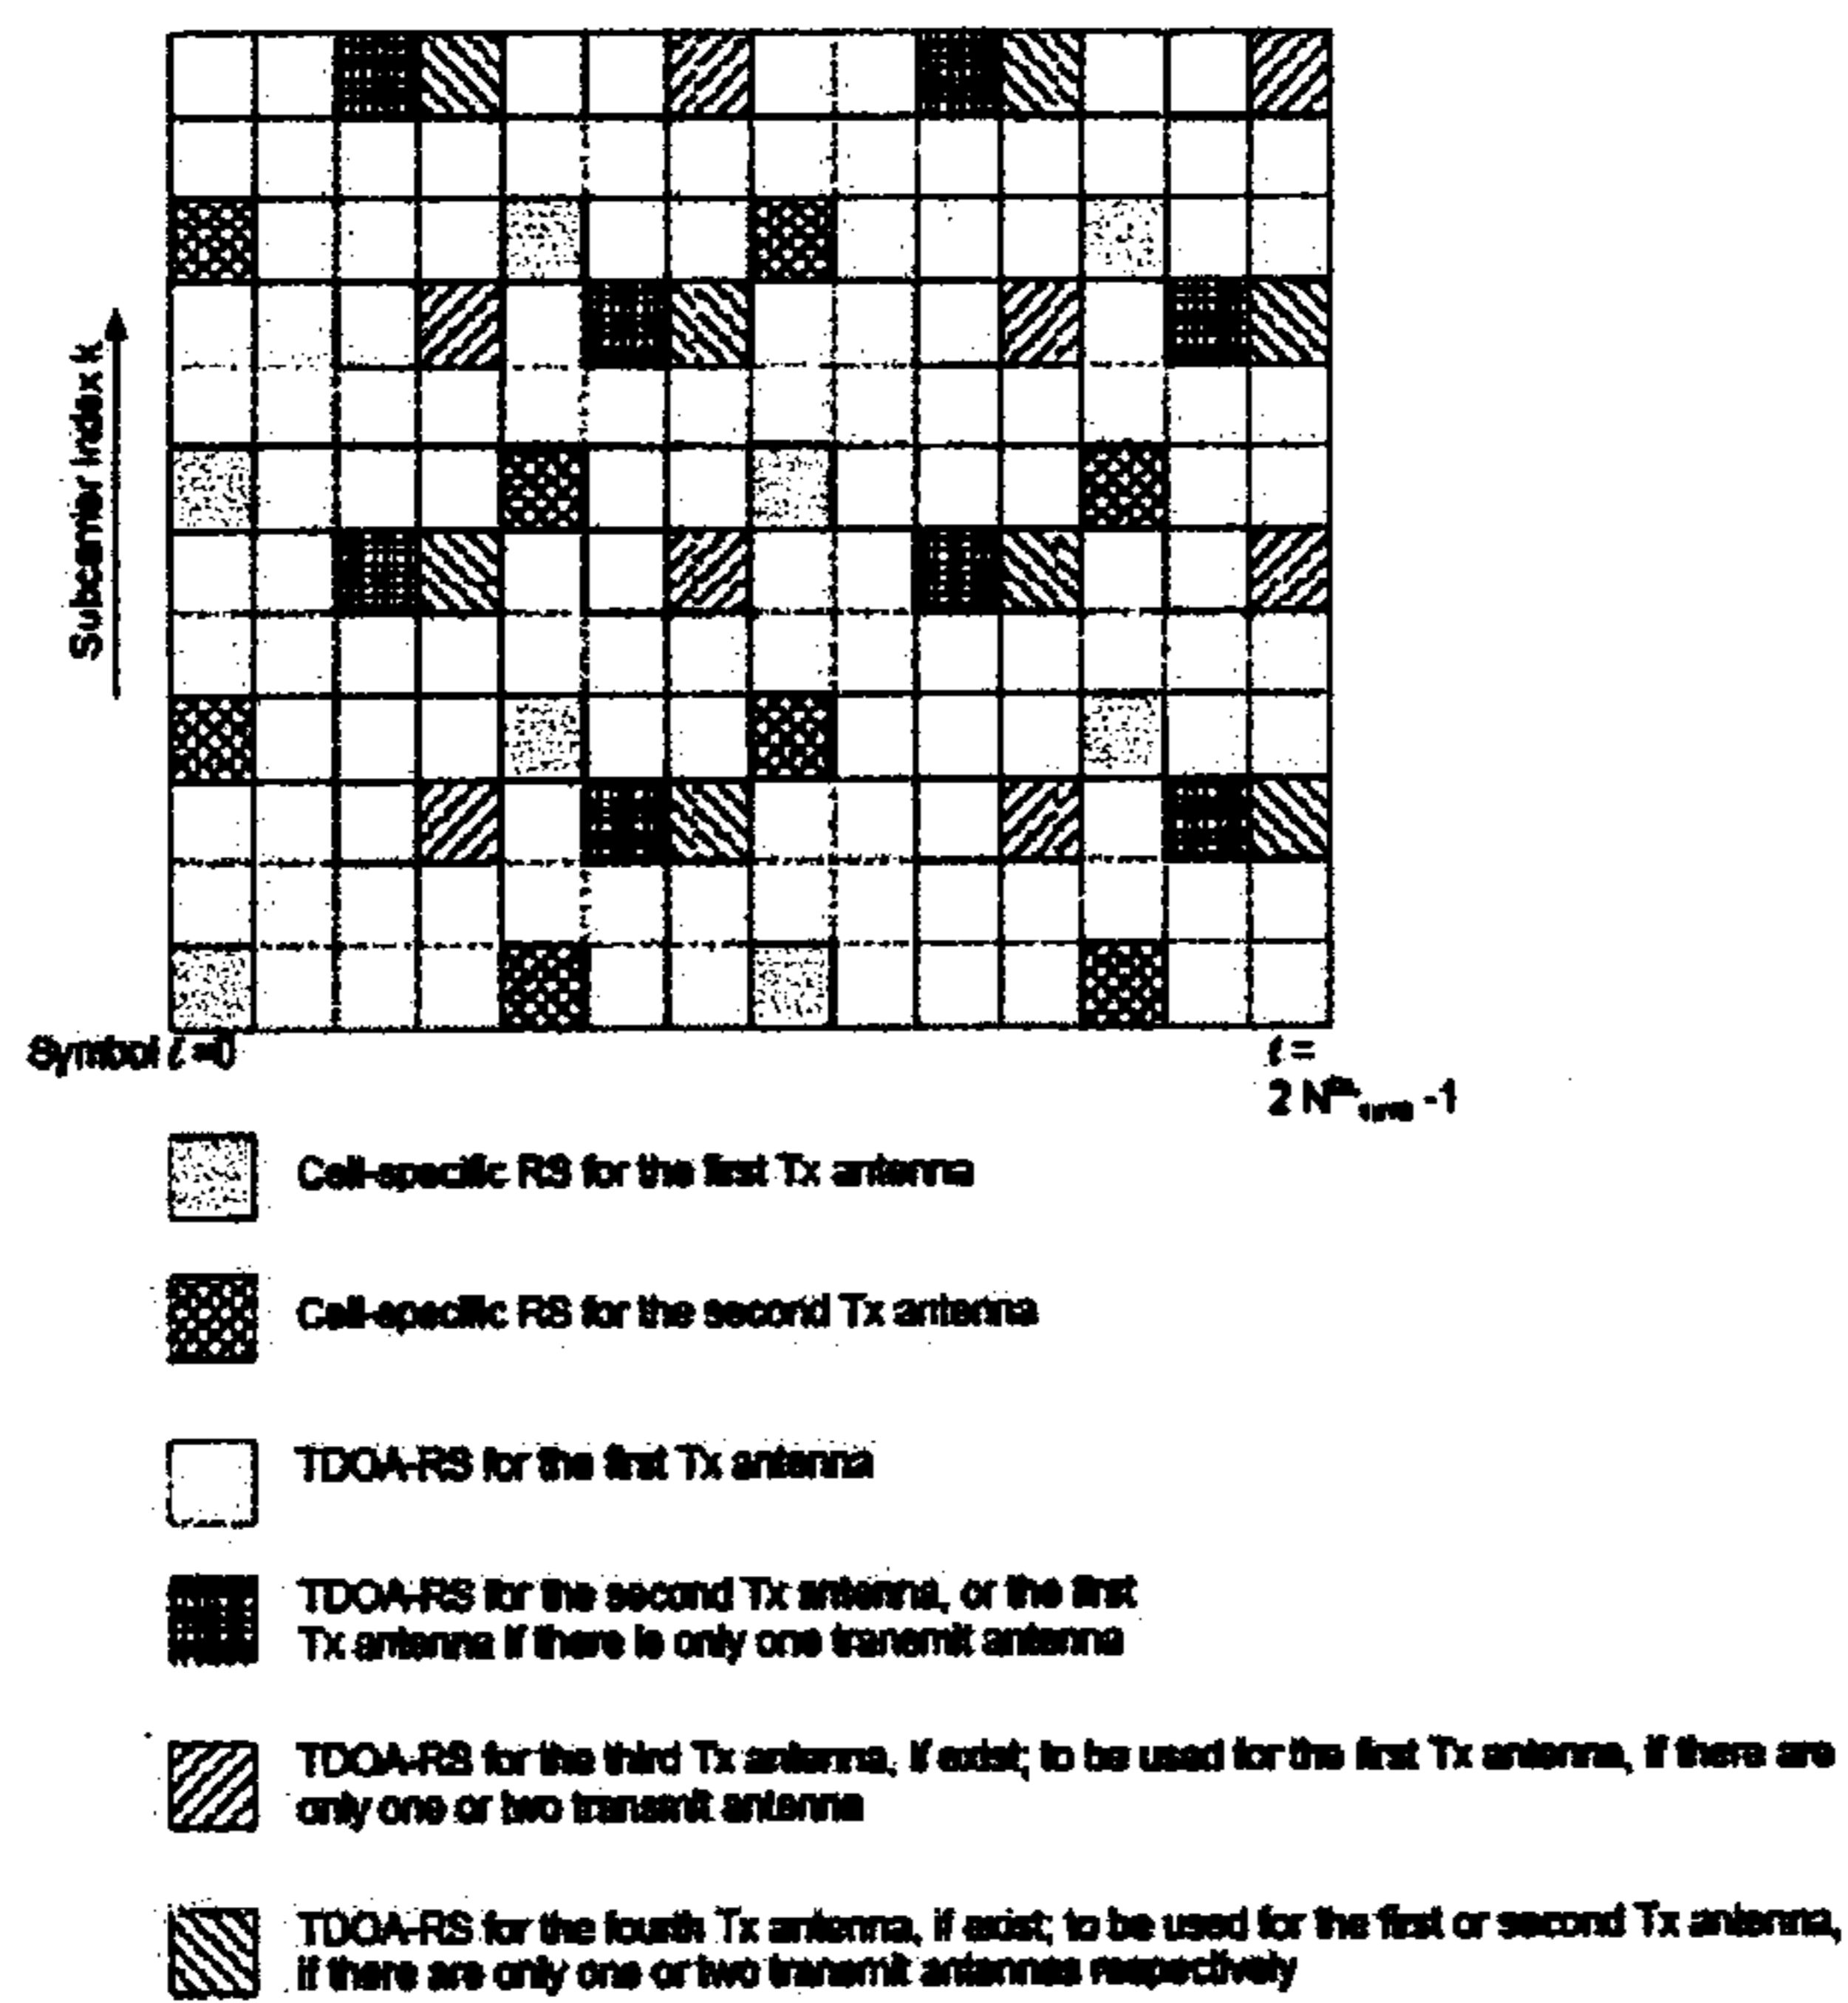 Subcarrier Index k
Symbol ℓ =0
ℓ =
2 N -1
Cell-specific RS for the first Tx antenna
Cell-specific RS for the second Tx antenna
TDOA-RS for the first Tx antenna
TDOA-RS for the second Tx antenna, or the first
Tx antenna if there is only one transmit antenna
TDOA-RS for the third Tx antenna, if exist; to be used for the first Tx antenna, if there are
only one or two transmit antenna
TDOA-RS for the fourth Tx antenna, if exist; to be used for the first or second Tx antenna,
if there are only one or two transmit antennas respectively